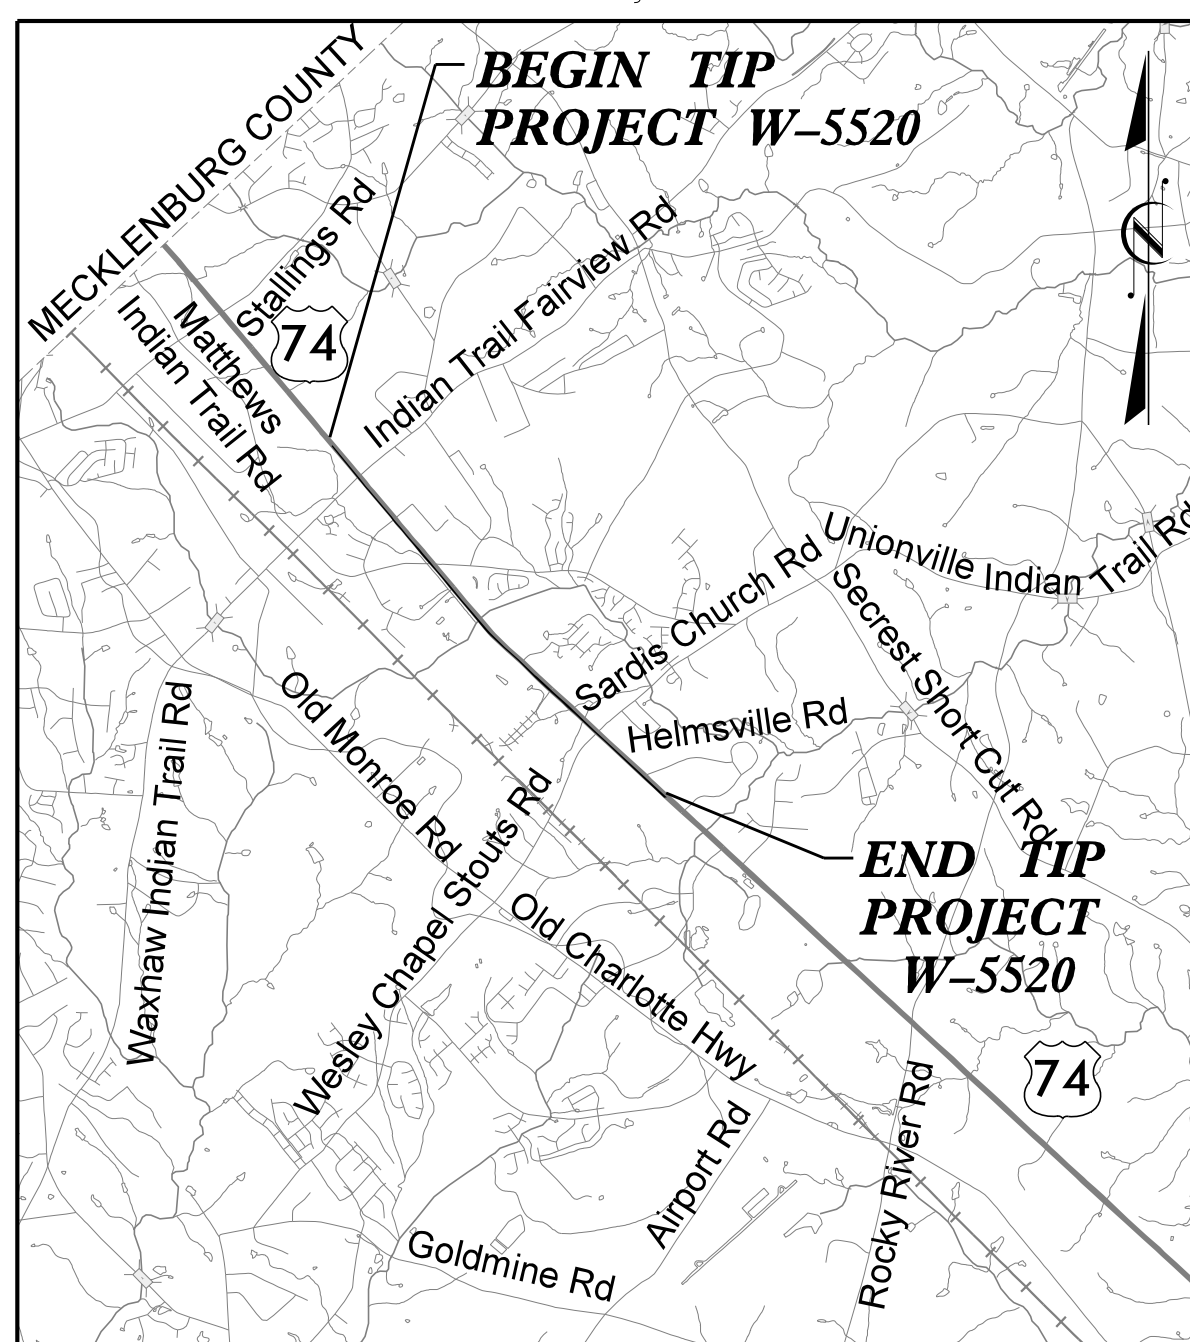 BEGIN TIP
PROJECT W–5520
MECKLENBURG COUNTY
Stallings Rd
Indian Trail Fairview Rd
74
Matthews
Indian Trail Rd
Unionville Indian Trail Rd
Sardis Church Rd
Secrest Short Cut Rd
Helmsville Rd
Old Monroe Rd
Waxhaw Indian Trail Rd
Wesley Chapel Stouts Rd
END TIP
PROJECT
W–5520
Old Charlotte Hwy
74
Rocky River Rd
Airport Rd
Goldmine Rd